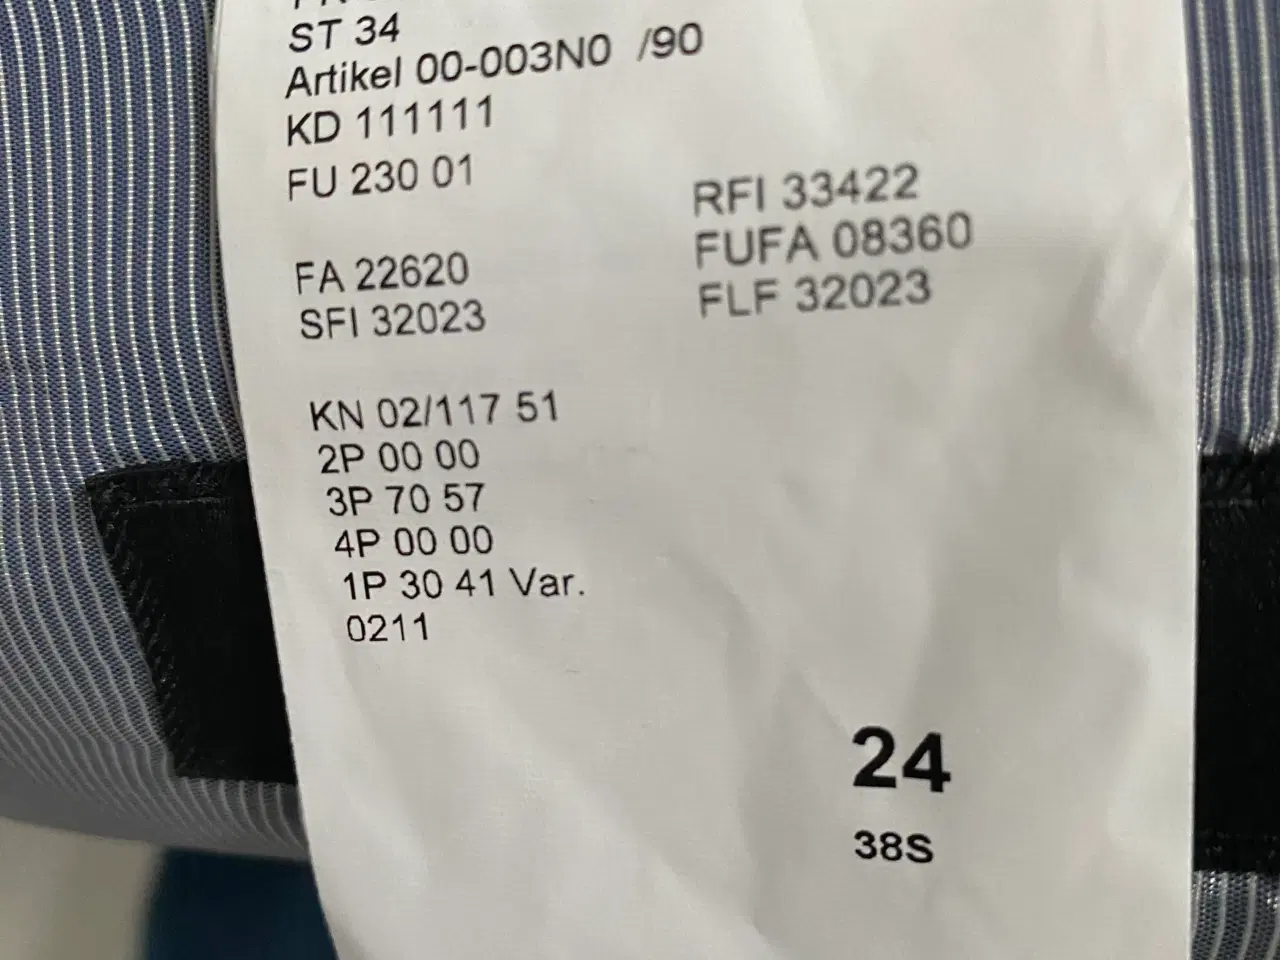 ST 34
Artikel 00-003N0 /90
KD 111111
FU 230 01
RFI 33422
FUFA 08360
FLF 32023
FA 22620
SFI 32023
KN 02/117 51
2P 00 00
3P 70 57
4P 00 00
1P 30 41 Var.
0211
24
38S